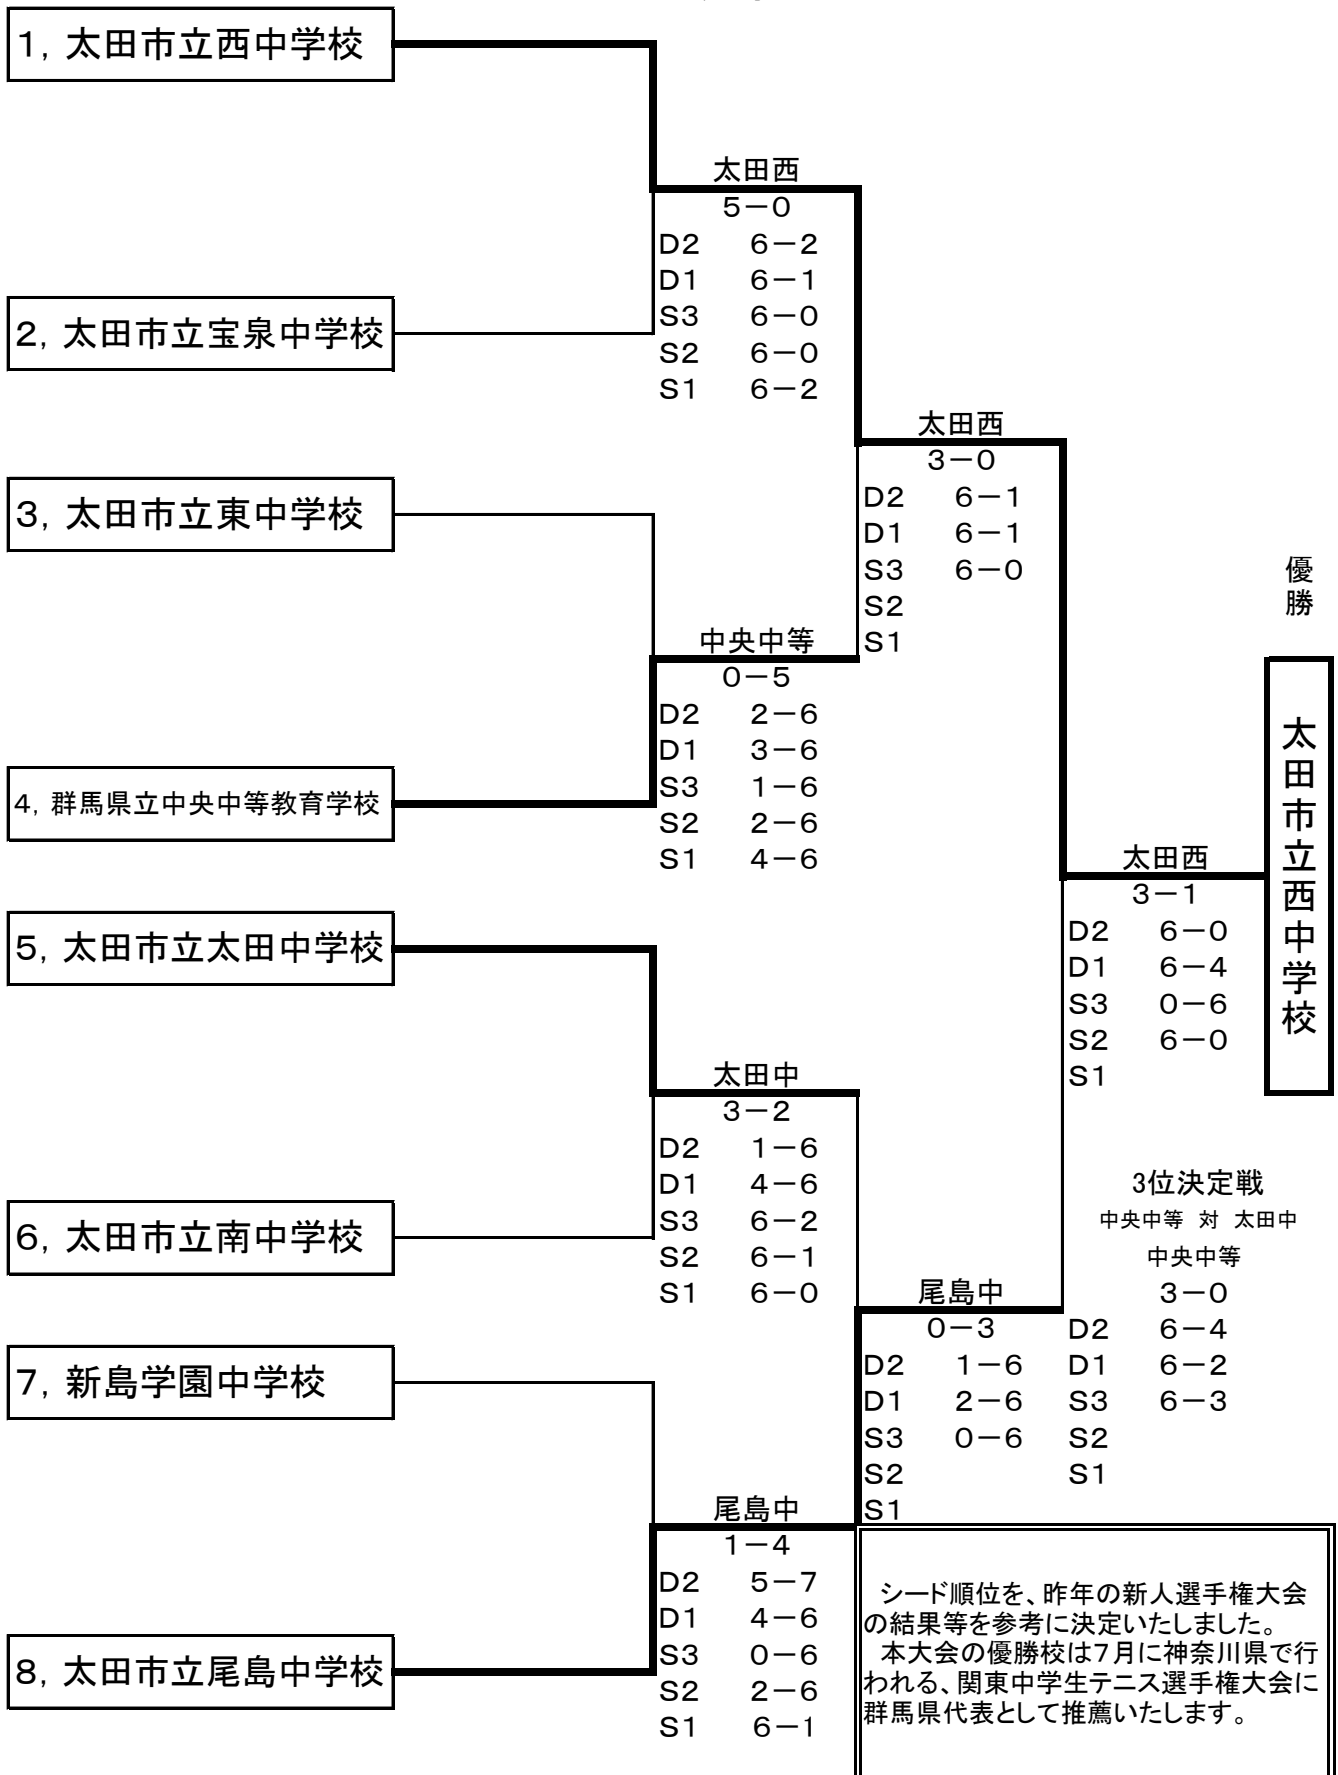 1，太田市立西中学校
太田西
5－0
D2　6－2
D1　6－1
S3　6－0
S2　6－0
S1　6－2
2，太田市立宝泉中学校
太田西
3－0
D2　6－1
D1　6－1
S3　6－0
S2
S1
3，太田市立東中学校
中央中等
0－5
D2　2－6
D1　3－6
S3　1－6
S2　2－6
S1　4－6
4，群馬県立中央中等教育学校
優勝
太田市立西中学校
太田西
3－1
D2　6－0
D1　6－4
S3　0－6
S2　6－0
S1
5，太田市立太田中学校
太田中
3－2
D2　1－6
D1　4－6
S3　6－2
S2　6－1
S1　6－0
6，太田市立南中学校
3位決定戦
中央中等　対　太田中
中央中等
3－0
D2　6－4
D1　6－2
S3　6－3
S2
S1
尾島中
0－3
D2　1－6
D1　2－6
S3　0－6
S2
S1
7，新島学園中学校
尾島中
1－4
D2　5－7
D1　4－6
S3　0－6
S2　2－6
S1　6－1
8，太田市立尾島中学校
シード順位を、昨年の新人選手権大会
の結果等を参考に決定いたしました。
本大会の優勝校は7月に神奈川県で行
われる、関東中学生テニス選手権大会に
群馬県代表として推薦いたします。